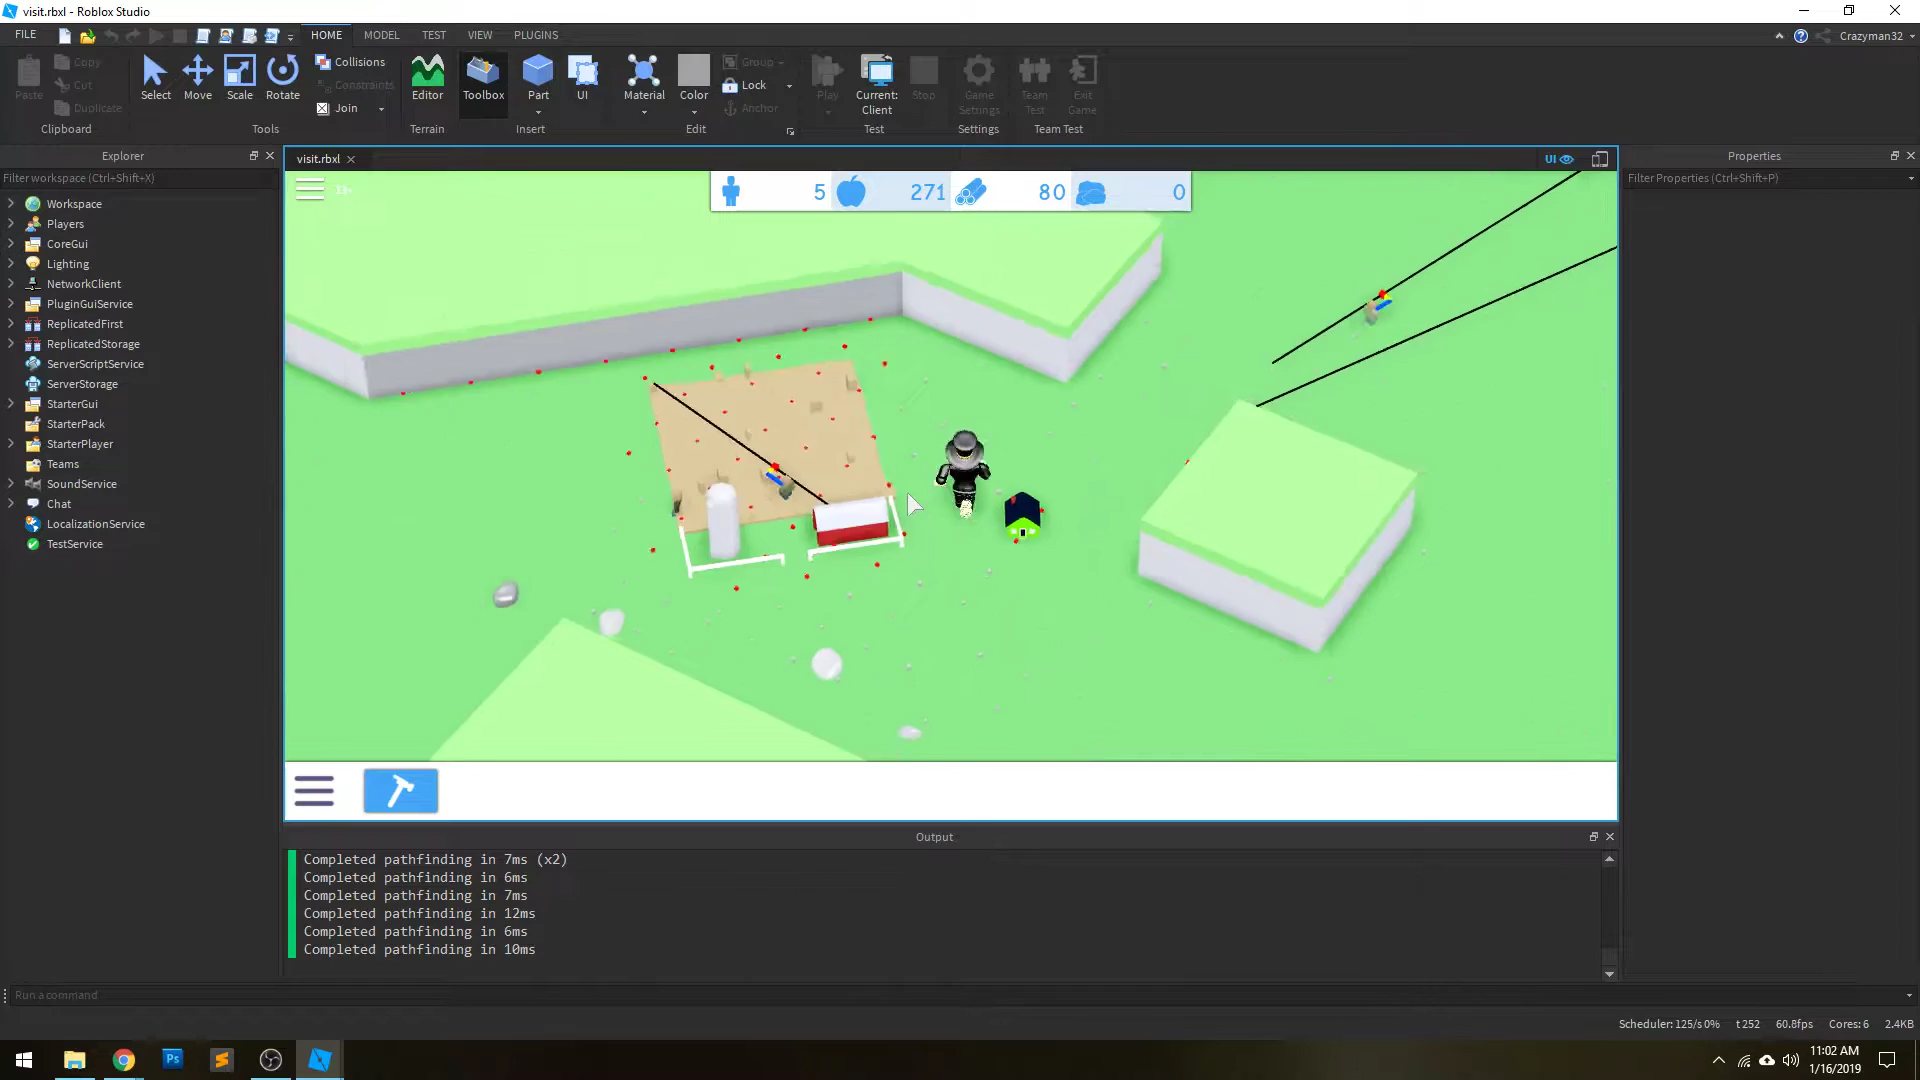 visit.rbxl - Roblox Studio
FILE
HOME
MODEL
TEST
VIEW
PLUGINS
Crazyman32
Paste
Copy
Cut
Duplicate
Clipboard
Select
Move
Scale
Rotate
Collisions
Constraints
Join
Tools
Editor
Terrain
Toolbox
Part
UI
Insert
Material
Color
Group
Lock
Anchor
Edit
Play
Current:
Client
Stop
Test
Game
Settings
Settings
Team
Test
Exit
Game
Team Test
Explorer
Filter workspace (Ctrl+Shift+X)
Workspace
Players
CoreGui
Lighting
NetworkClient
PluginGuiService
ReplicatedFirst
ReplicatedStorage
ServerScriptService
ServerStorage
StarterGui
StarterPack
StarterPlayer
Teams
SoundService
Chat
LocalizationService
TestService
visit.rbxl
UI
13+
5
271
80
0
Properties
Filter Properties (Ctrl+Shift+P)
Output
Completed pathfinding in 7ms (x2)
Completed pathfinding in 6ms
Completed pathfinding in 7ms
Completed pathfinding in 12ms
Completed pathfinding in 6ms
Completed pathfinding in 10ms
Run a command
Scheduler: 125/s 0%
t 252
60.8fps
Cores: 6
2.4KB
Ps
11:02 AM
1/16/2019